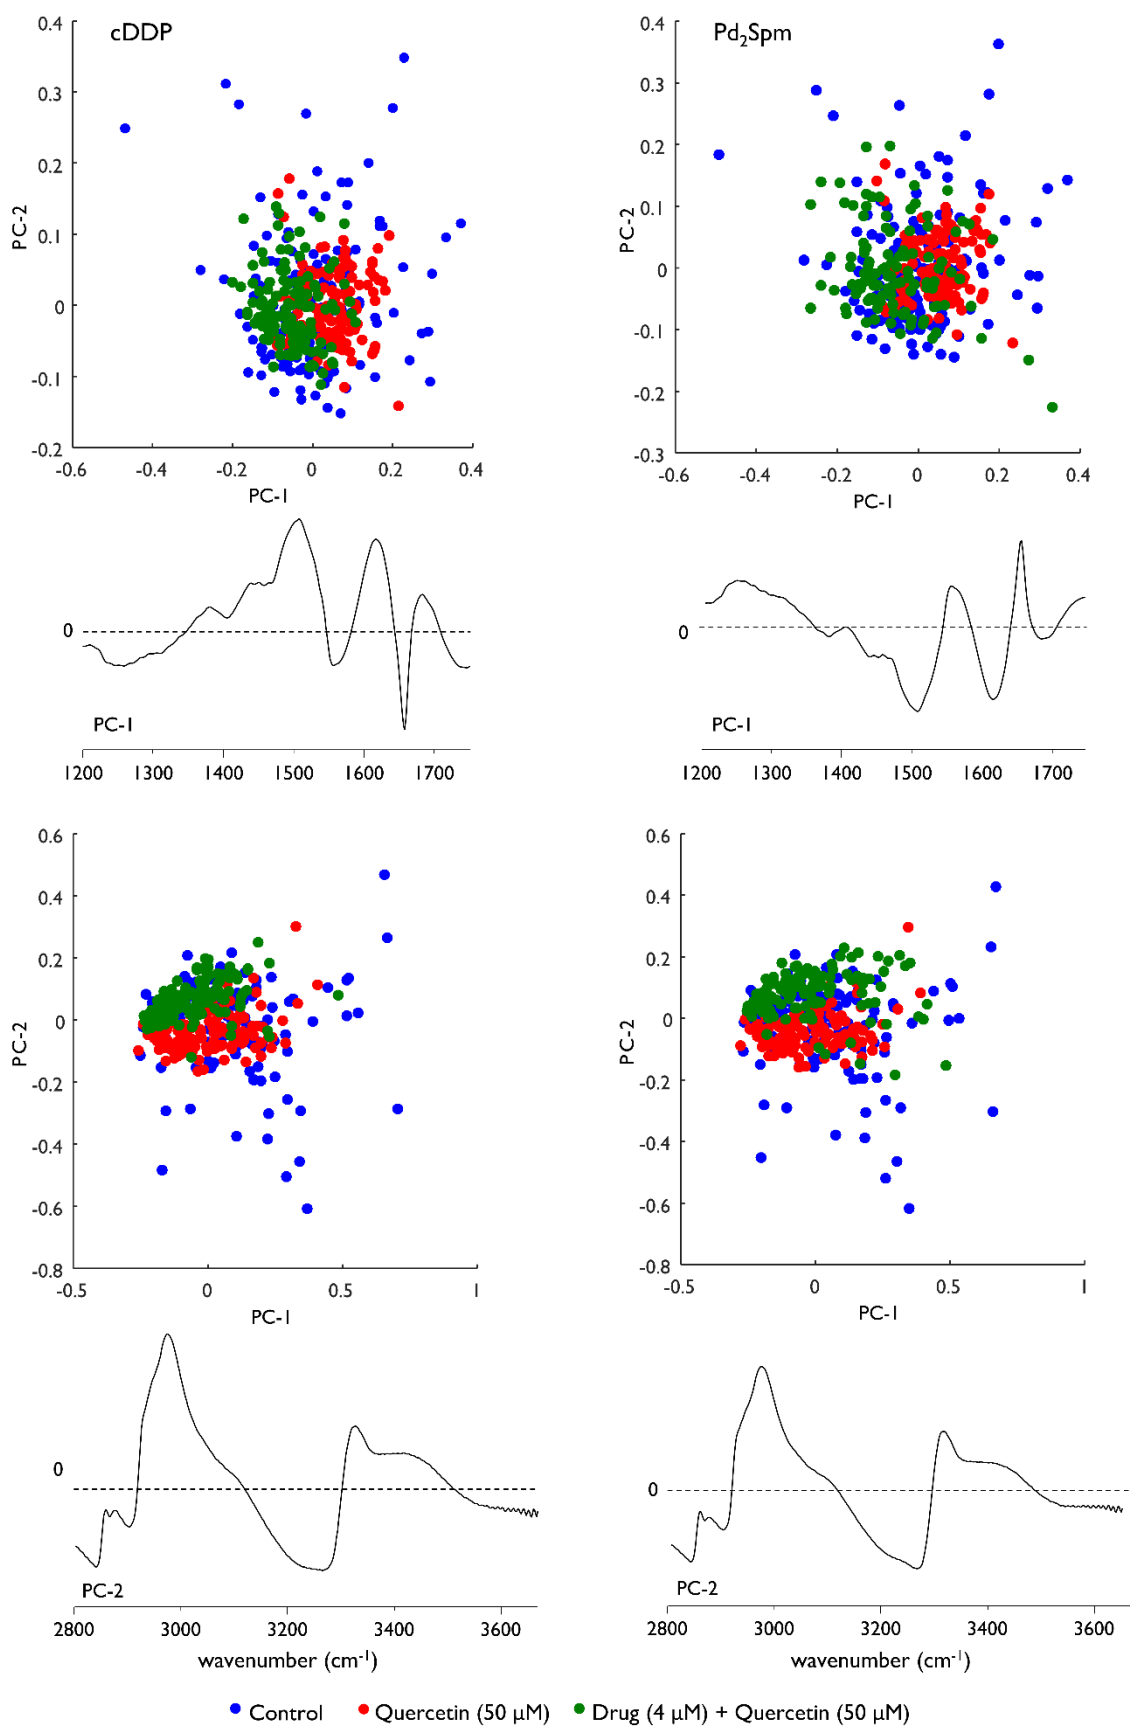 cDDP
0.4
0.3
0.2
0.1
0
-0.1
-0.2
PC-2
-0.6
-0.4
-0.2
0
0.2
0.4
PC-1
Pd₂Spm
0.4
0.3
0.2
0.1
0
-0.1
-0.2
-0.3
PC-2
-0.6
-0.4
-0.2
0
0.2
0.4
PC-1
0
PC-1
1200 1300 1400 1500 1600 1700
0
PC-1
1200 1300 1400 1500 1600 1700
0.6
0.4
0.2
0
-0.2
-0.4
-0.6
-0.8
PC-2
-0.5
0
0.5
1
PC-1
0.6
0.4
0.2
0
-0.2
-0.4
-0.6
-0.8
PC-2
-0.5
0
0.5
1
PC-1
0
PC-2
2800 3000 3200 3400 3600
wavenumber (cm⁻¹)
0
PC-2
2800 3000 3200 3400 3600
wavenumber (cm⁻¹)
Control Quercetin (50 µM) Drug (4 µM) + Quercetin (50 µM)